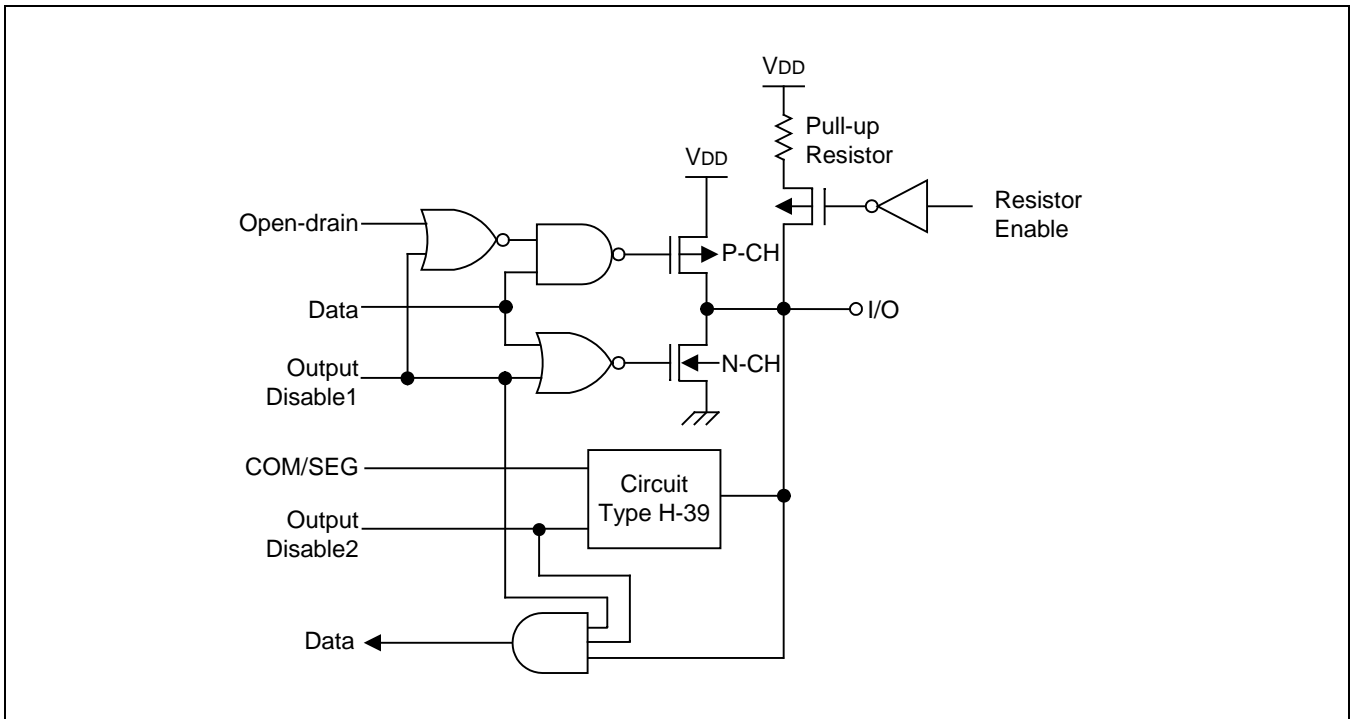 VDD
Pull-up
Resistor
VDD
Resistor
Enable
Open-drain
P-CH
Data
I/O
Output
Disable1
N-CH
COM/SEG
Circuit
Type H-39
Output
Disable2
Data